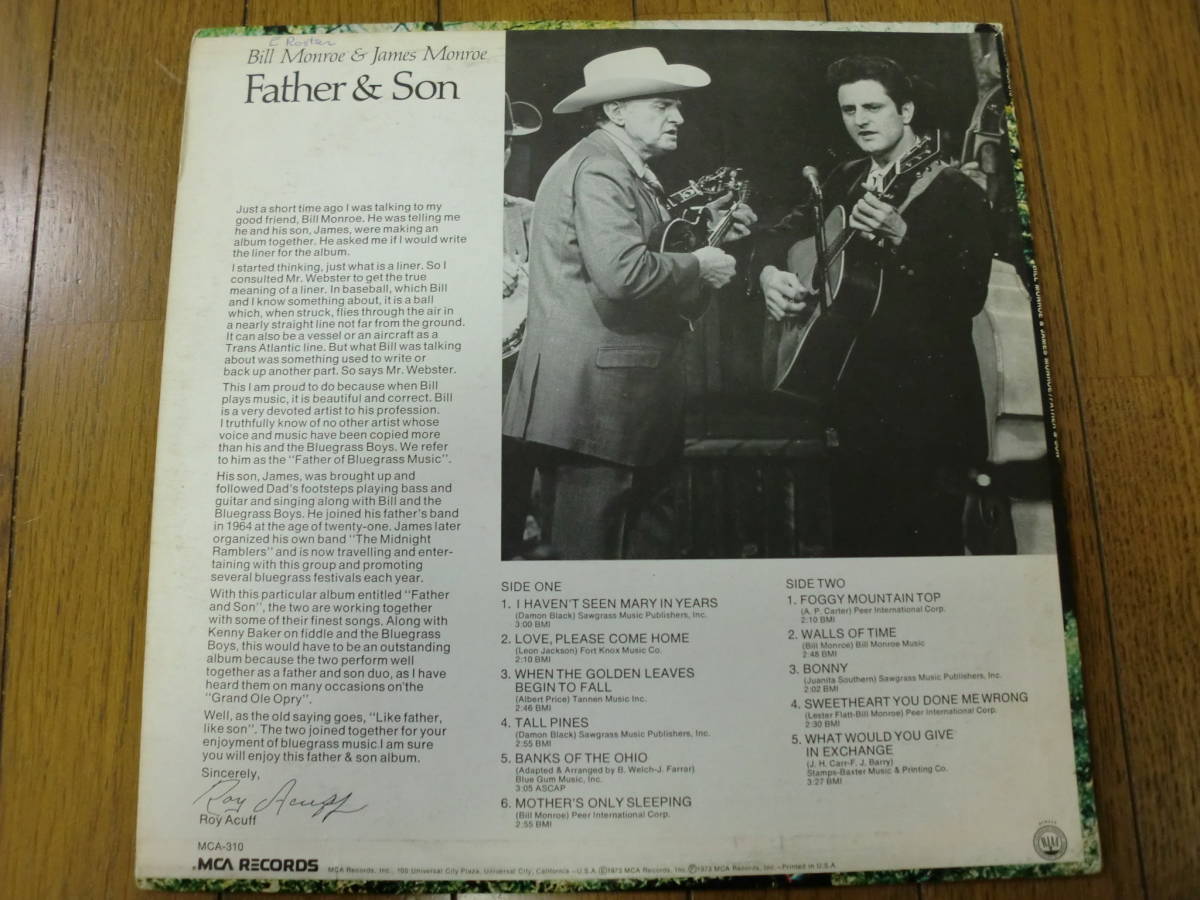 C Roster
Bill Monroe & James Monroe
Father & Son
Just a short time ago I was talking to my
good friend, Bill Monroe. He was telling me
he and his son, James, were making an
album together. He asked me if I would write
the liner for the album.
I started thinking, just what is a liner. So I
consulted Mr. Webster to get the true
meaning of a liner. In baseball, which Bill
and I know something about, it is a ball
which, when struck, flies through the air in
a nearly straight line not far from the ground.
It can also be a vessel or an aircraft as a
Trans Atlantic line. But what Bill was talking
about was something used to write or
back up another part. So says Mr. Webster.
This I am proud to do because when Bill
plays music, it is beautiful and correct. Bill
is a very devoted artist to his profession.
I truthfully know of no other artist whose
voice and music have been copied more
than his and the Bluegrass Boys. We refer
to him as the "Father of Bluegrass Music".
His son, James, was brought up and
followed Dad's footsteps playing bass and
guitar and singing along with Bill and the
Bluegrass Boys. He joined his father's band
in 1964 at the age of twenty-one. James later
organized his own band "The Midnight
Ramblers" and is now travelling and enter-
taining with this group and promoting
several bluegrass festivals each year.
With this particular album entitled "Father
and Son", the two are working together
with some of their finest songs. Along with
Kenny Baker on fiddle and the Bluegrass
Boys, this would have to be an outstanding
album because the two perform well
together as a father and son duo, as I have
heard them on many occasions on the
"Grand Ole Opry".
Well, as the old saying goes, "Like father,
like son". The two joined together for your
enjoyment of bluegrass music I am sure
you will enjoy this father & son album.
Sincerely,
Roy Acuff
Roy Acuff
SIDE ONE
1. I HAVEN'T SEEN MARY IN YEARS
(Damon Black) Sawgrass Music Publishers, Inc.
3:00 BMI
2. LOVE, PLEASE COME HOME
(Leon Jackson) Fort Knox Music Co.
2:10 BMI
3. WHEN THE GOLDEN LEAVES
BEGIN TO FALL
(Albert Price) Tannen Music Inc.
2:46 BMI
4. TALL PINES
(Damon Black) Sawgrass Music Publishers, Inc.
2:55 BMI
5. BANKS OF THE OHIO
(Adapted & Arranged by B. Welch-J. Farrar)
Blue Gum Music, Inc.
3:05 ASCAP
6. MOTHER'S ONLY SLEEPING
(Bill Monroe) Peer International Corp.
2:55 BMI
SIDE TWO
1. FOGGY MOUNTAIN TOP
(A. P. Carter) Peer International Corp.
2:10 BMI
2. WALLS OF TIME
(Bill Monroe) Bill Monroe Music
2:48 BMI
3. BONNY
(Juanita Southern) Sawgrass Music Publishers, Inc.
2:02 BMI
4. SWEETHEART YOU DONE ME WRONG
(Lester Flatt-Bill Monroe) Peer International Corp.
2:30 BMI
5. WHAT WOULD YOU GIVE
IN EXCHANGE
(J. H. Carr-F. J. Barry)
Stamps-Baxter Music & Printing Co.
3:27 BMI
MCA-310
MCA RECORDS
MCA Records, Inc., 100 Universal City Plaza, Universal City, California – U.S.A. ©1973 MCA Records, Inc. ℗1973 MCA Records, Inc. – Printed in U.S.A.
BILL MONROE & JAMES MONROE/FATHER & SON